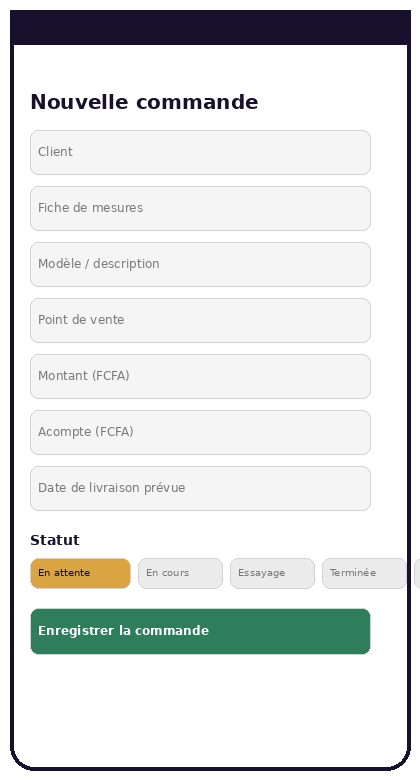 Nouvelle commande
Client
Fiche de mesures
Modèle / description
Point de vente
Montant (FCFA)
Acompte (FCFA)
Date de livraison prévue
Statut
En attente
En cours
Essayage
Terminée
Enregistrer la commande